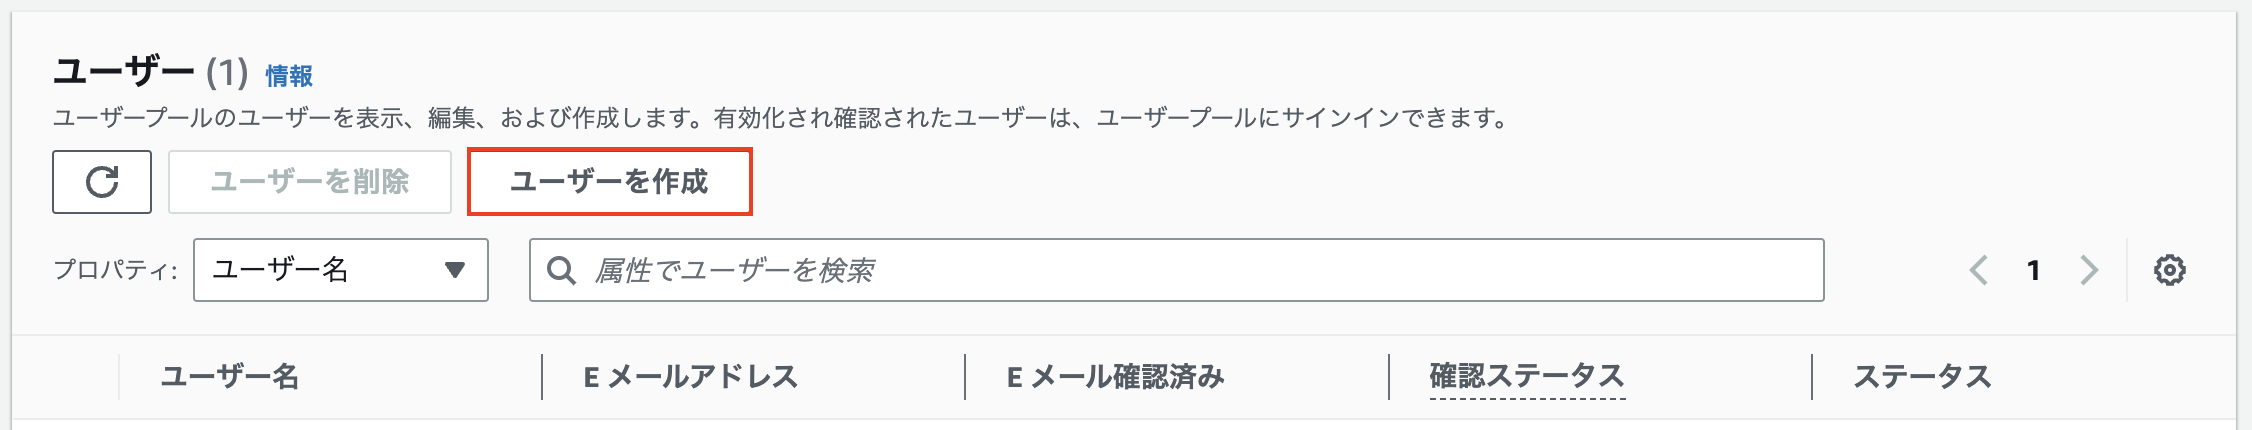 ユーザー (1) 情報
ユーザープールのユーザーを表示、編集、および作成します。有効化され確認されたユーザーは、ユーザープールにサインインできます。
ユーザーを削除 ユーザーを作成
プロパティ: ユーザー名 属性でユーザーを検索 1
ユーザー名 E メールアドレス E メール確認済み 確認ステータス ステータス